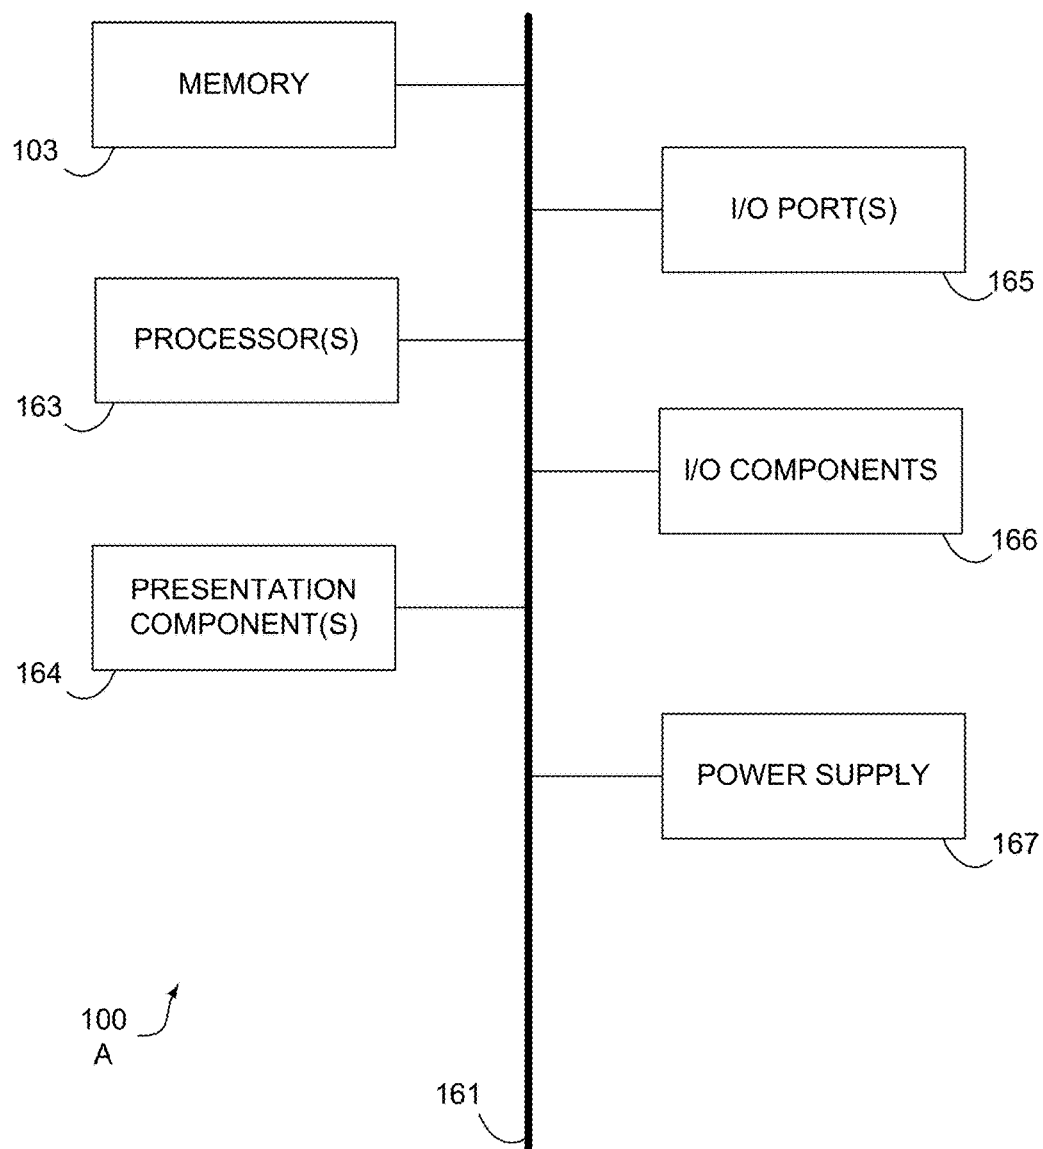 MEMORY
103
I/O PORT(S)
165
PROCESSOR(S)
163
I/O COMPONENTS
166
PRESENTATION
COMPONENT(S)
164
POWER SUPPLY
167
100
A
161